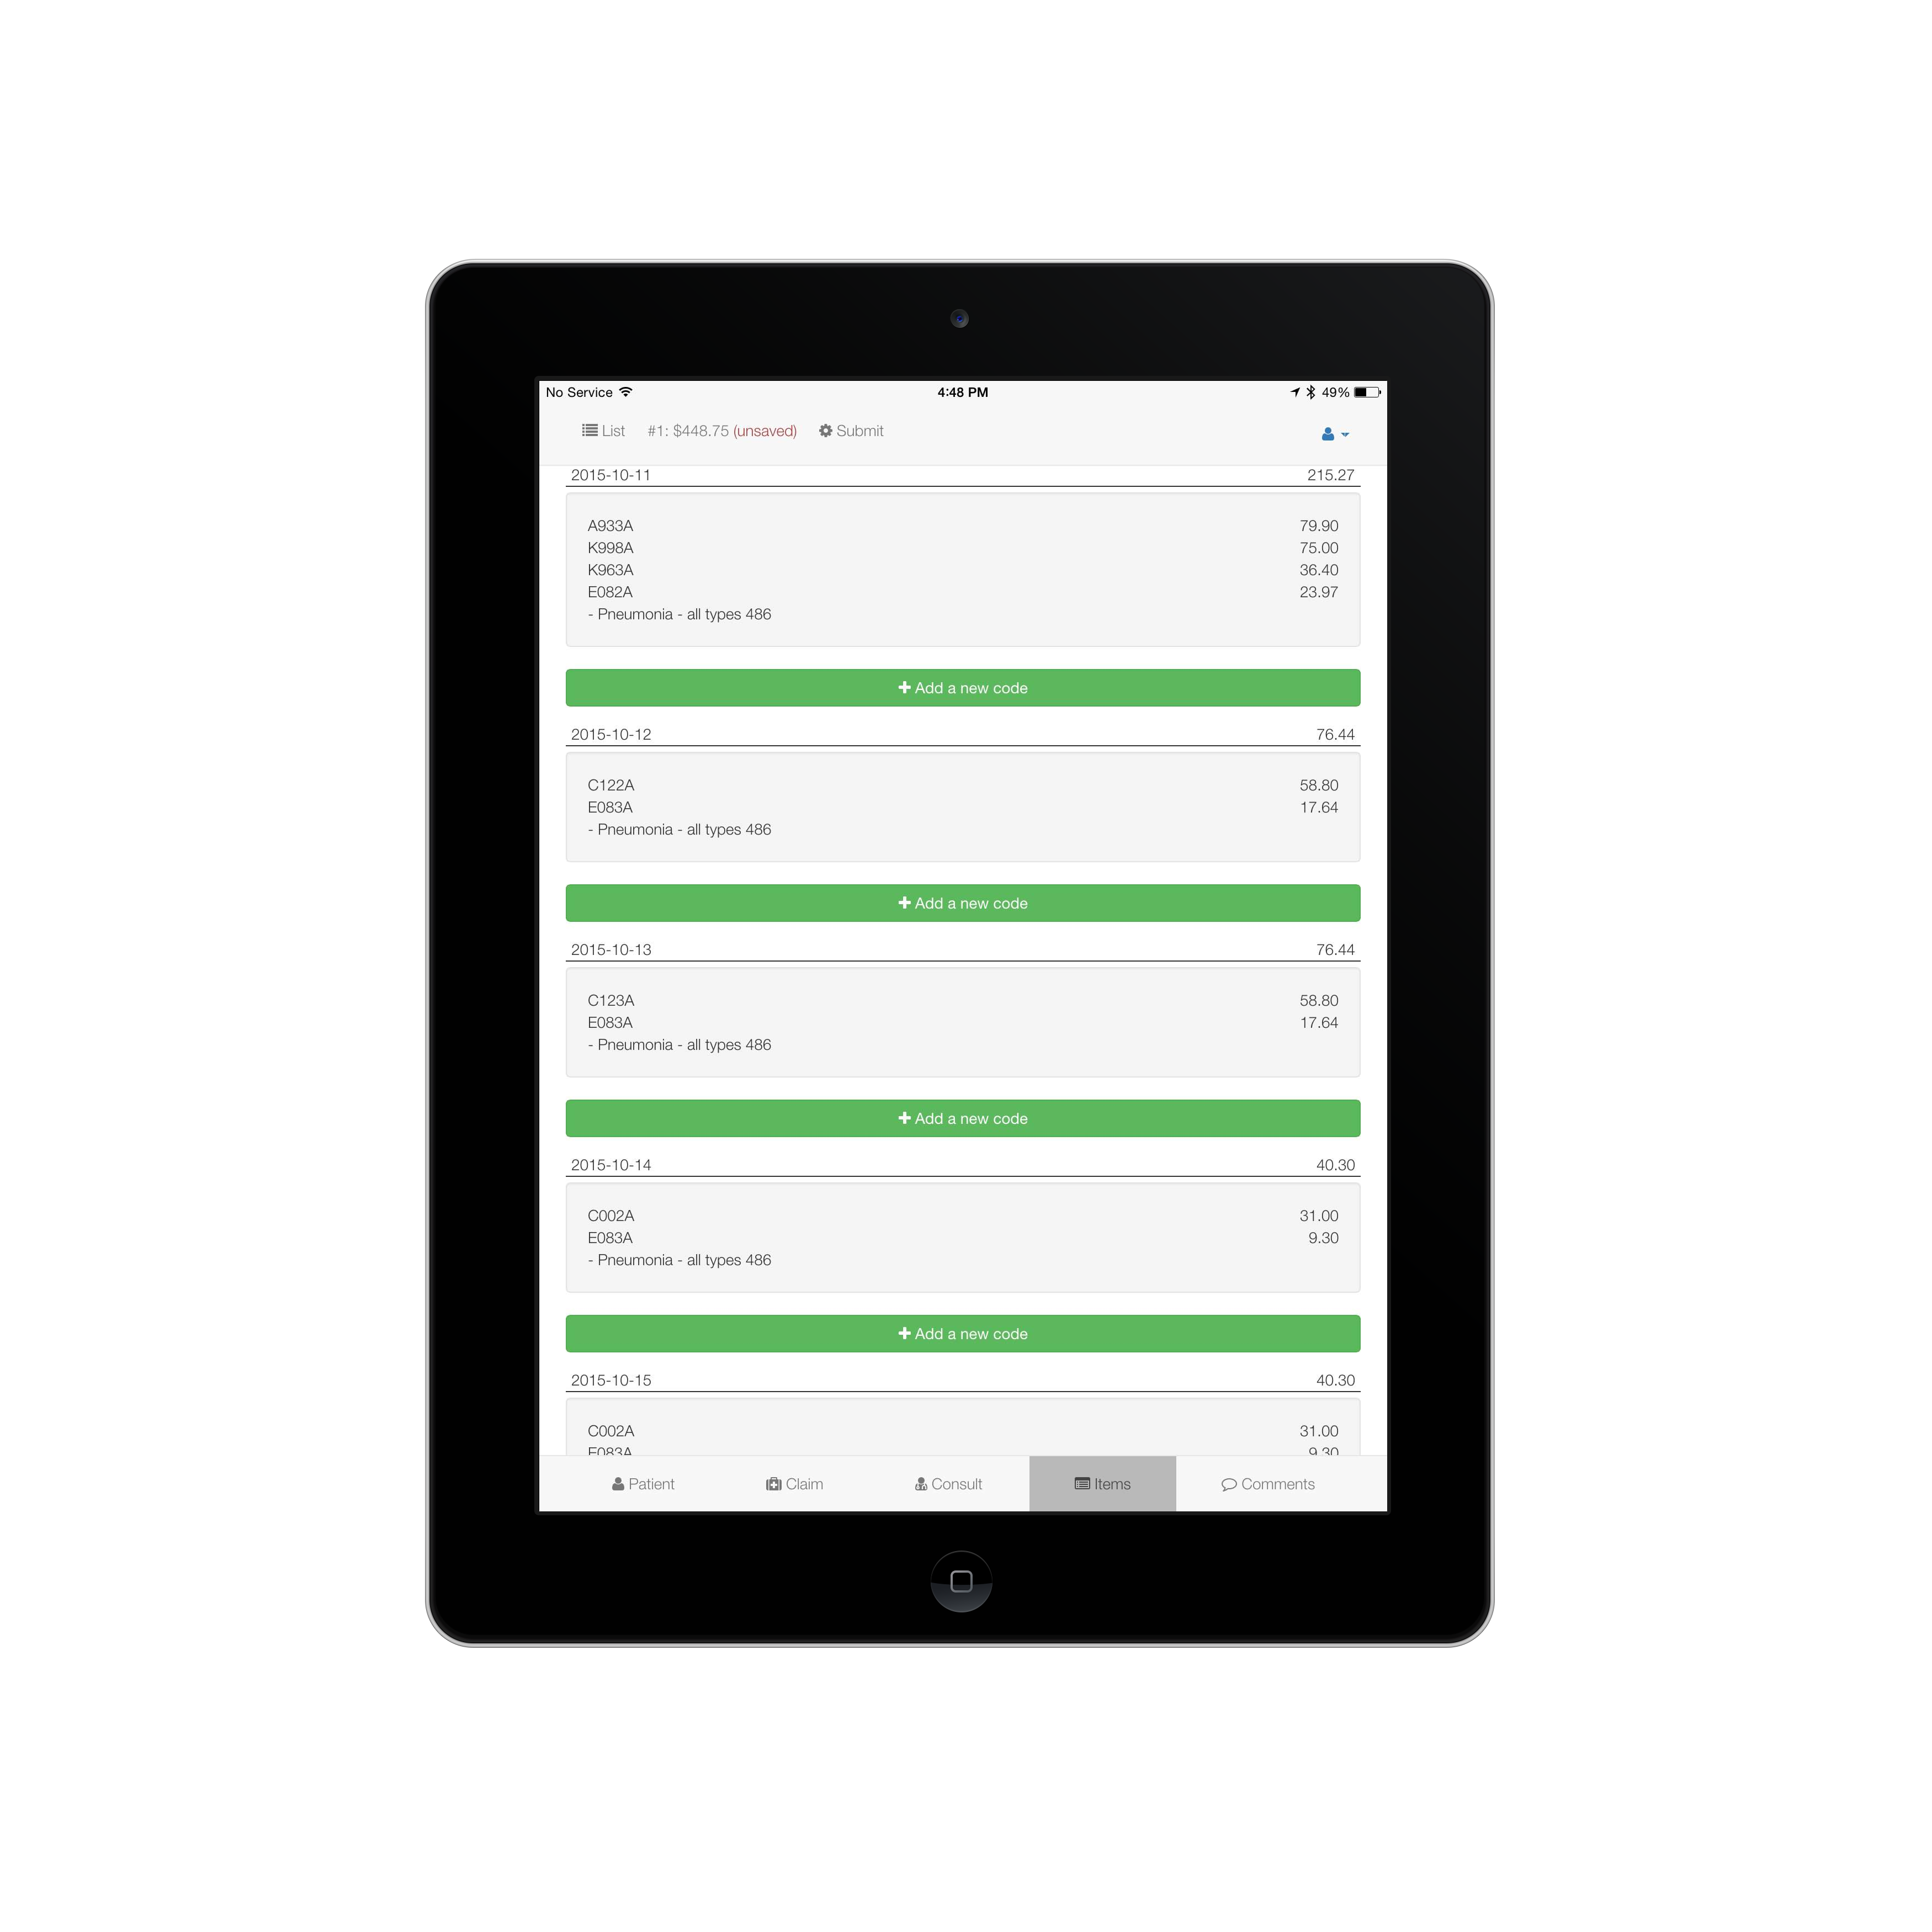 No Service 4:48 PM 49%
List #1: $448.75 (unsaved) Submit
2015-10-11 215.27
A933A 79.90
K998A 75.00
K963A 36.40
E082A 23.97
- Pneumonia - all types 486
Add a new code
2015-10-12 76.44
C122A 58.80
E083A 17.64
- Pneumonia - all types 486
Add a new code
2015-10-13 76.44
C123A 58.80
E083A 17.64
- Pneumonia - all types 486
Add a new code
2015-10-14 40.30
C002A 31.00
E083A 9.30
- Pneumonia - all types 486
Add a new code
2015-10-15 40.30
C002A 31.00
E083A 9.30
Patient Claim Consult Items Comments